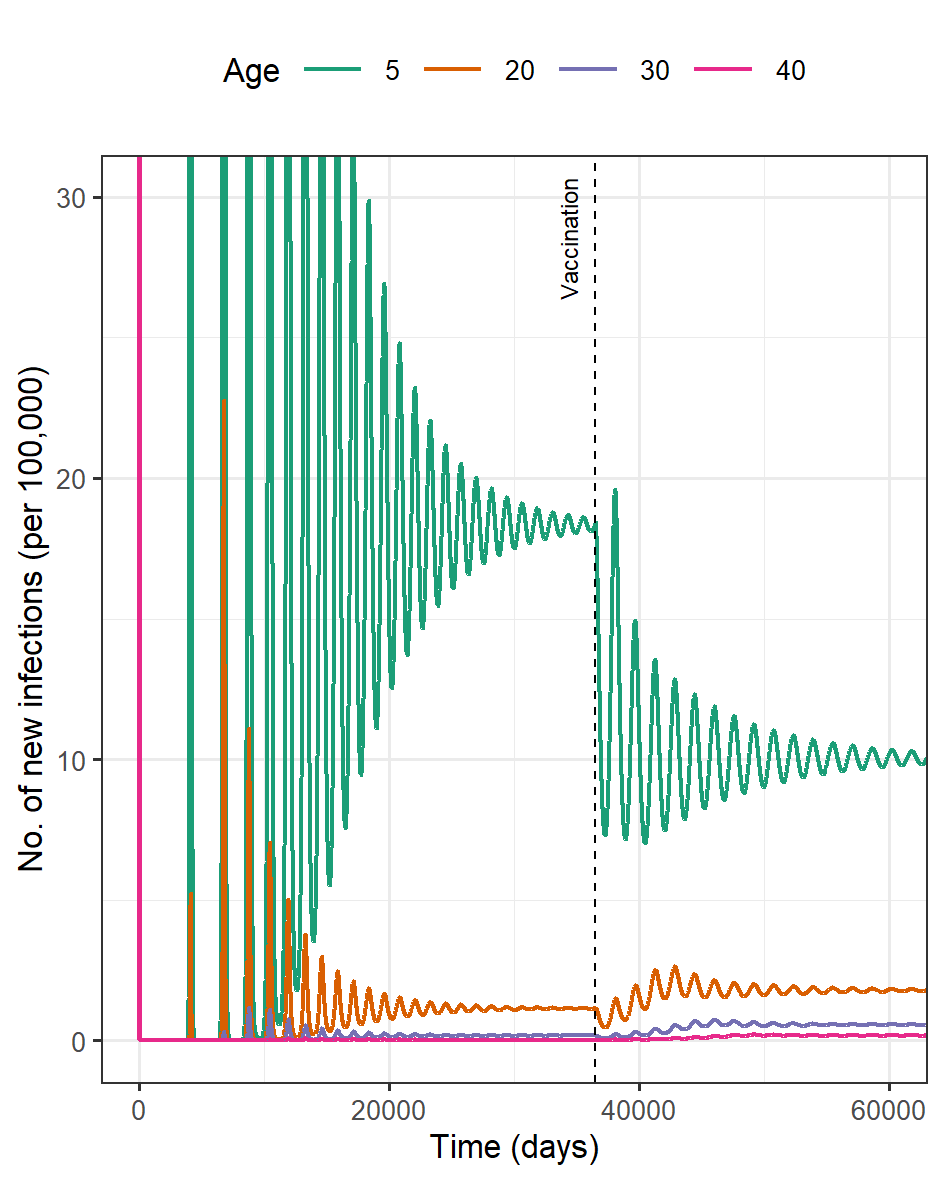 Age 5 20 30 40
Vaccination
No. of new infections (per 100,000)
30
20
10
0
0 20000 40000 60000
Time (days)